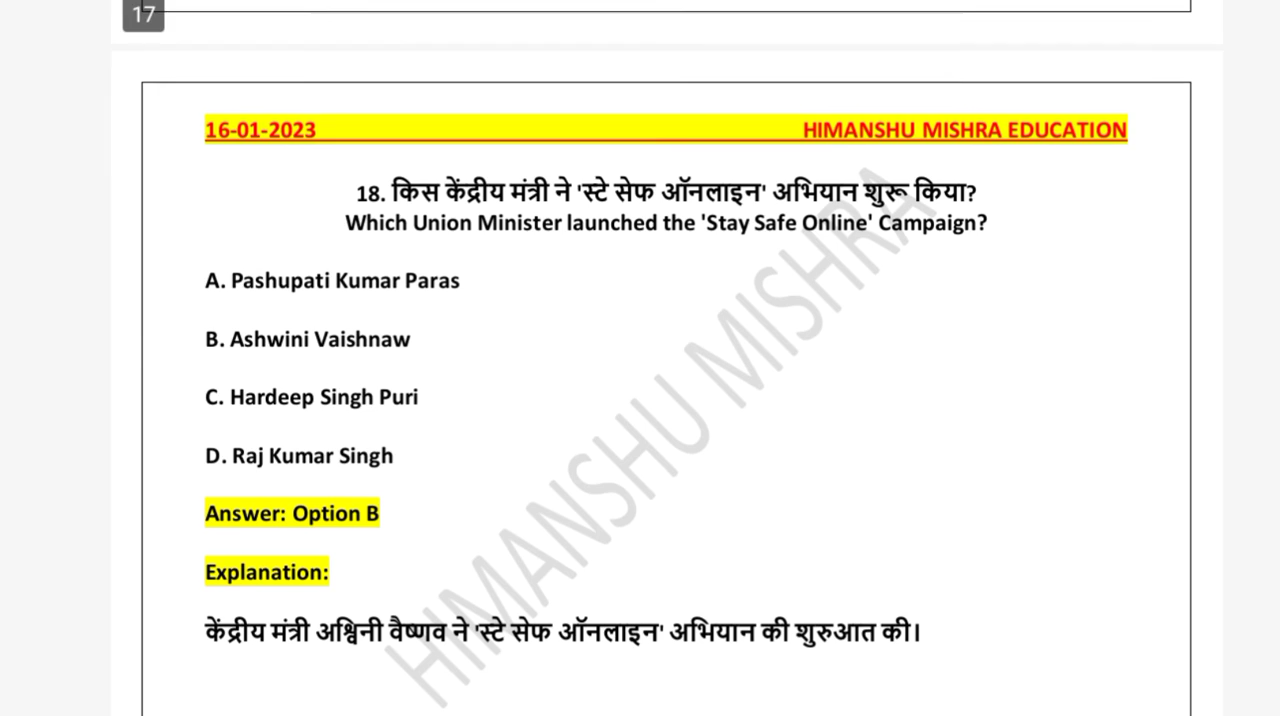 17
16-01-2023 HIMANSHU MISHRA EDUCATION
18. किस केंद्रीय मंत्री ने 'स्टे सेफ ऑनलाइन' अभियान शुरू किया?
Which Union Minister launched the 'Stay Safe Online' Campaign?
A. Pashupati Kumar Paras
B. Ashwini Vaishnaw
C. Hardeep Singh Puri
D. Raj Kumar Singh
Answer: Option B
Explanation:
केंद्रीय मंत्री अश्विनी वैष्णव ने 'स्टे सेफ ऑनलाइन' अभियान की शुरुआत की।
HIMANSHU MISHRA